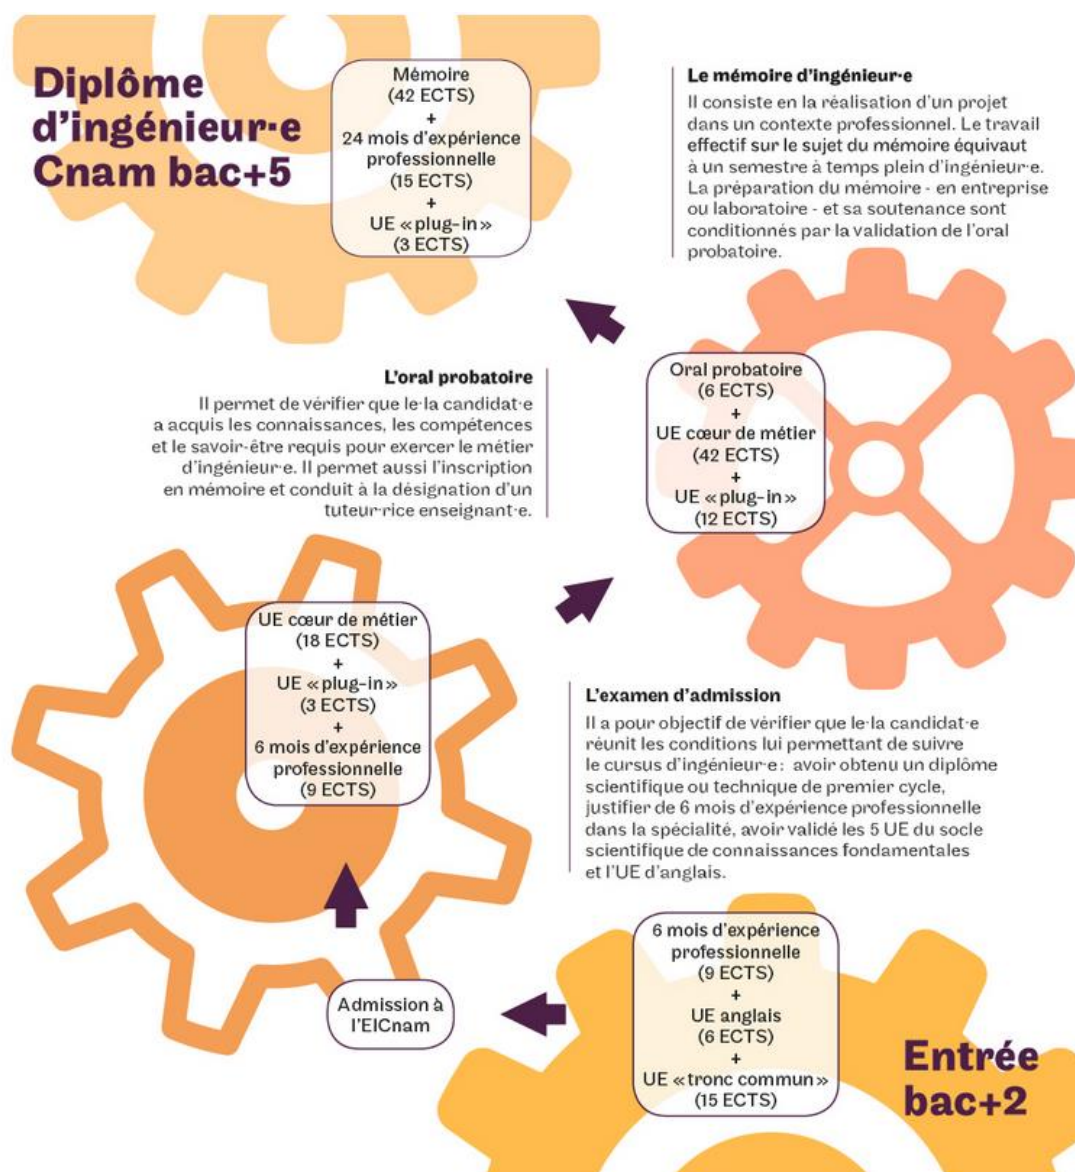 Diplôme
d'ingénieur·e
Cnam bac+5
Mémoire
(42 ECTS)
+
24 mois d'expérience
professionnelle
(15 ECTS)
+
UE «plug-in»
(3 ECTS)
Le mémoire d'ingénieur·e
Il consiste en la réalisation d'un projet
dans un contexte professionnel. Le travail
effectif sur le sujet du mémoire équivaut
à un semestre à temps plein d'ingénieur·e.
La préparation du mémoire - en entreprise
ou laboratoire - et sa soutenance sont
conditionnés par la validation de l'oral
probatoire.
L'oral probatoire
Il permet de vérifier que le·la candidat·e
a acquis les connaissances, les compétences
et le savoir-être requis pour exercer le métier
d'ingénieur·e. Il permet aussi l'inscription
en mémoire et conduit à la désignation d'un
tuteur·rice enseignant·e.
Oral probatoire
(6 ECTS)
+
UE cœur de métier
(42 ECTS)
+
UE «plug-in»
(12 ECTS)
UE cœur de métier
(18 ECTS)
+
UE «plug-in»
(3 ECTS)
+
6 mois d'expérience
professionnelle
(9 ECTS)
L'examen d'admission
Il a pour objectif de vérifier que le·la candidat·e
réunit les conditions lui permettant de suivre
le cursus d'ingénieur·e: avoir obtenu un diplôme
scientifique ou technique de premier cycle,
justifier de 6 mois d'expérience professionnelle
dans la spécialité, avoir validé les 5 UE du socle
scientifique de connaissances fondamentales
et l'UE d'anglais.
Admission à
l'EICnam
6 mois d'expérience
professionnelle
(9 ECTS)
+
UE anglais
(6 ECTS)
+
UE «tronc commun»
(15 ECTS)
Entrée
bac+2